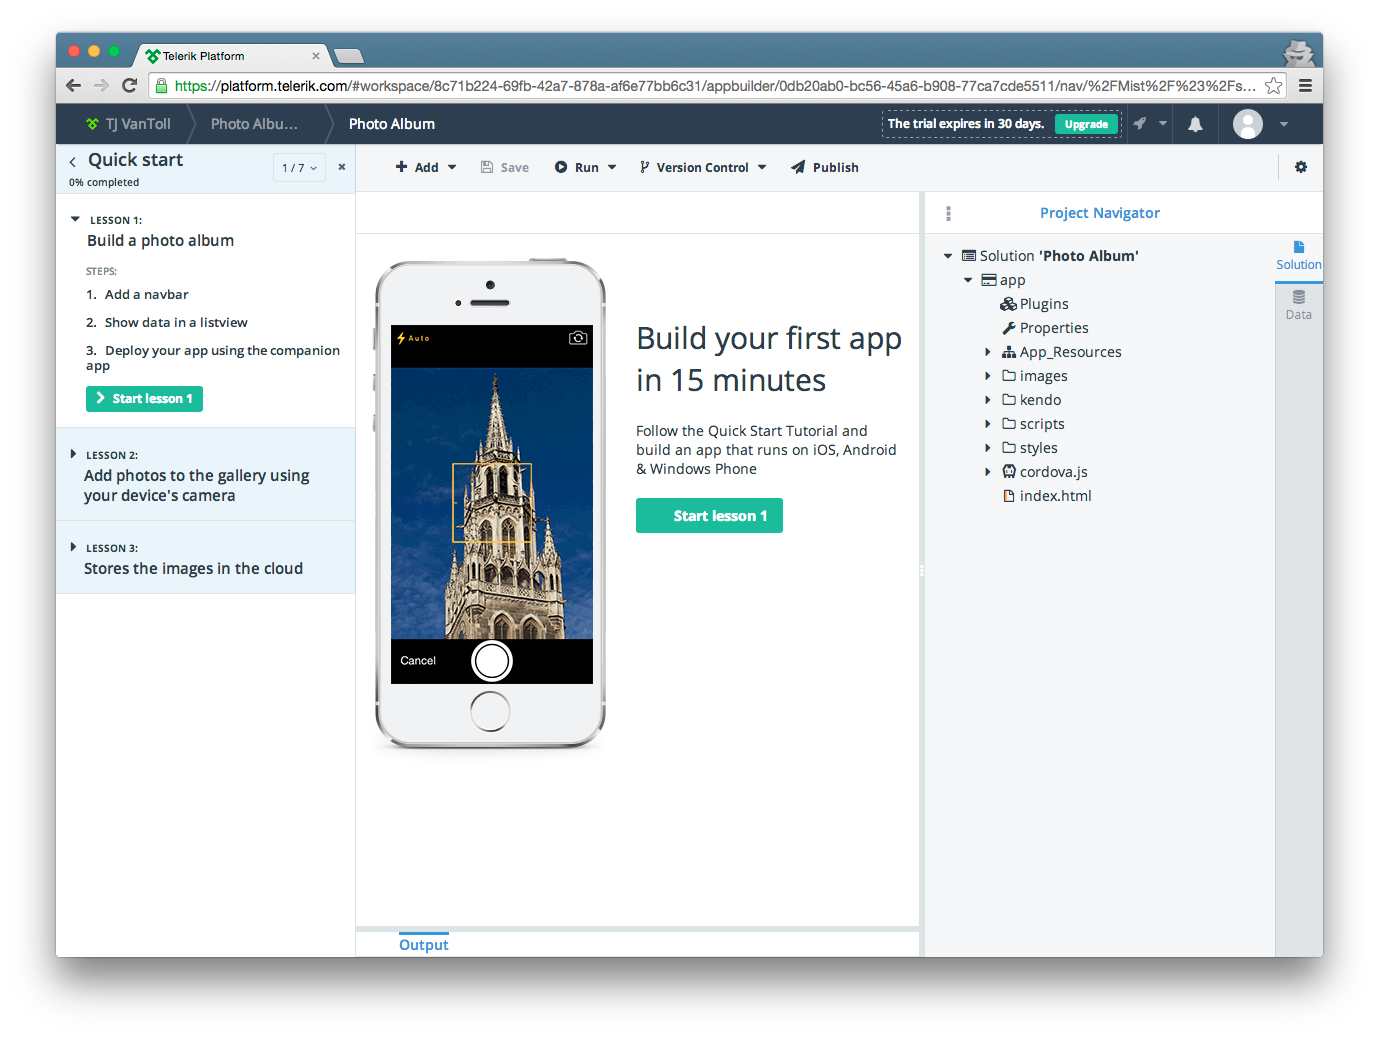 Telerik Platform
https://platform.telerik.com/#workspace/8c71b224-69fb-42a7-878a-af6e77bb6c31/appbuilder/0db20ab0-bc56-45a6-b908-77ca7cde5511/nav/%2FMist%2F%23%2Fs...
TJ VanToll
Photo Albu...
Photo Album
The trial expires in 30 days.
Upgrade
Quick start
0% completed
1 / 7
Add
Save
Run
Version Control
Publish
LESSON 1:
Build a photo album
STEPS:
1. Add a navbar
2. Show data in a listview
3. Deploy your app using the companion
app
Start lesson 1
LESSON 2:
Add photos to the gallery using
your device's camera
LESSON 3:
Stores the images in the cloud
Auto
Cancel
Build your first app
in 15 minutes
Follow the Quick Start Tutorial and
build an app that runs on iOS, Android
& Windows Phone
Start lesson 1
Output
Project Navigator
Solution 'Photo Album'
app
Plugins
Properties
App_Resources
images
kendo
scripts
styles
cordova.js
index.html
Solution
Data